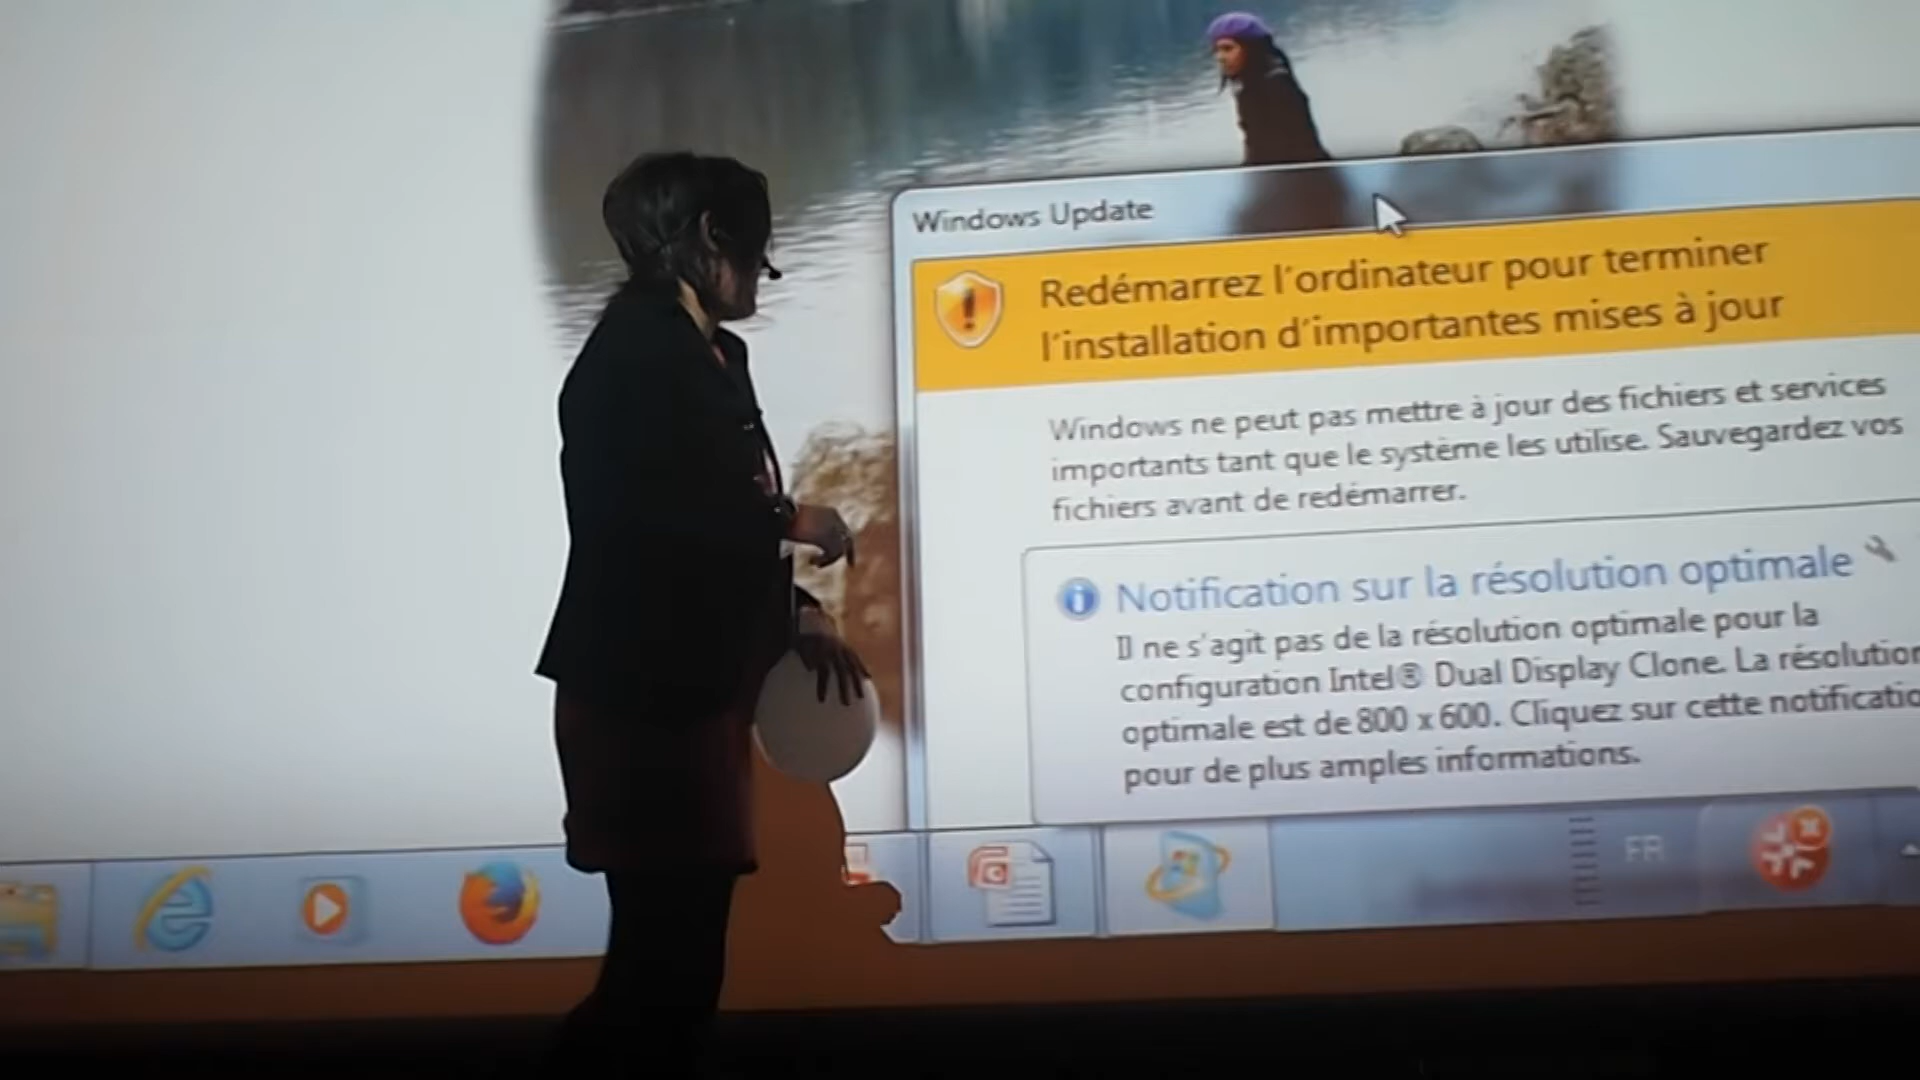 Windows Update
Redémarrez l'ordinateur pour terminer
l'installation d'importantes mises à jour
Windows ne peut pas mettre à jour des fichiers et services
importants tant que le système les utilise. Sauvegardez vos
fichiers avant de redémarrer.
Notification sur la résolution optimale
Il ne s'agit pas de la résolution optimale pour la
configuration Intel® Dual Display Clone. La résolution
optimale est de 800 x 600. Cliquez sur cette notificatio
pour de plus amples informations.
FR